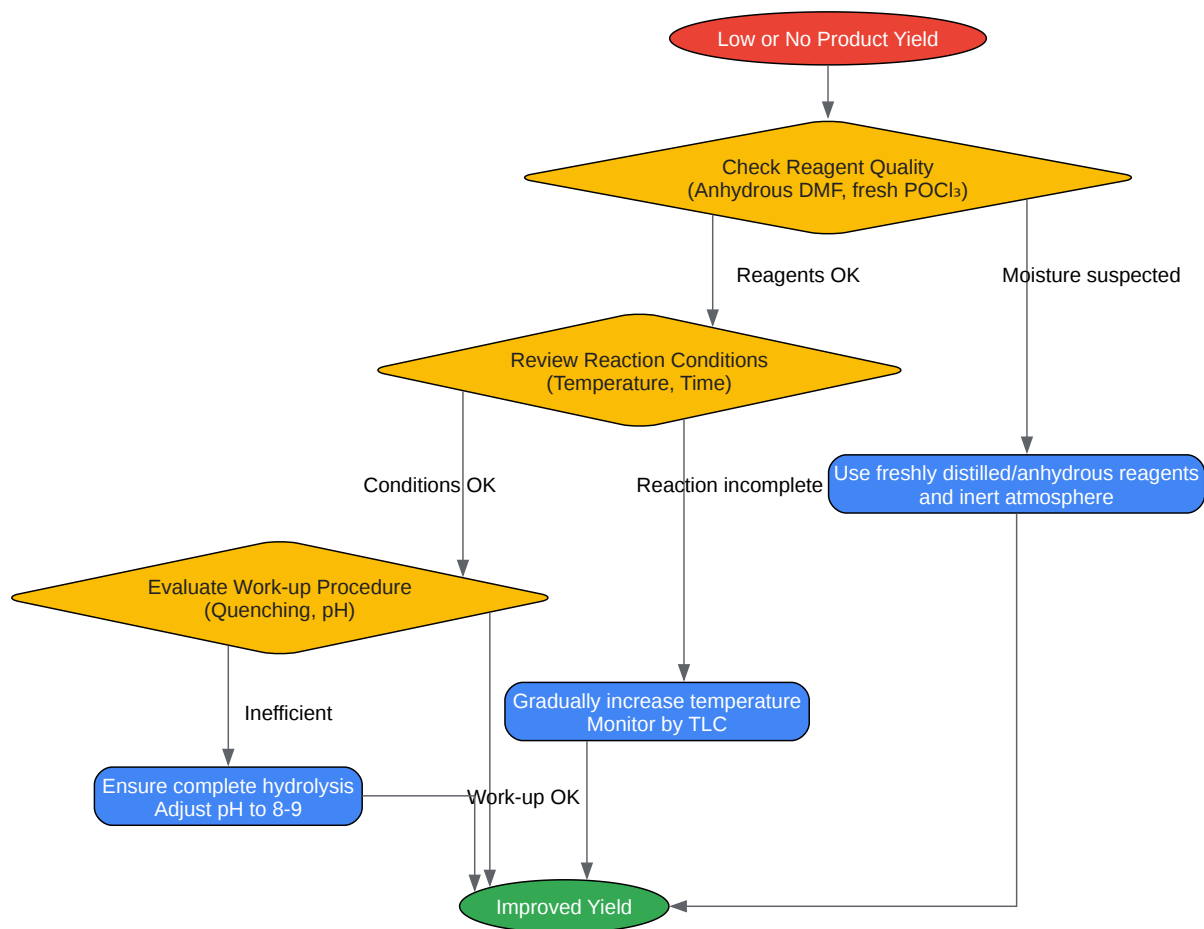 Low or No Product Yield
Check Reagent Quality
(Anhydrous DMF, fresh POCl₃)
Reagents OK
Moisture suspected
Review Reaction Conditions
(Temperature, Time)
Conditions OK
Reaction incomplete
Use freshly distilled/anhydrous reagents
and inert atmosphere
Evaluate Work-up Procedure
(Quenching, pH)
Inefficient
Gradually increase temperature
Monitor by TLC
Ensure complete hydrolysis
Adjust pH to 8-9
Work-up OK
Improved Yield